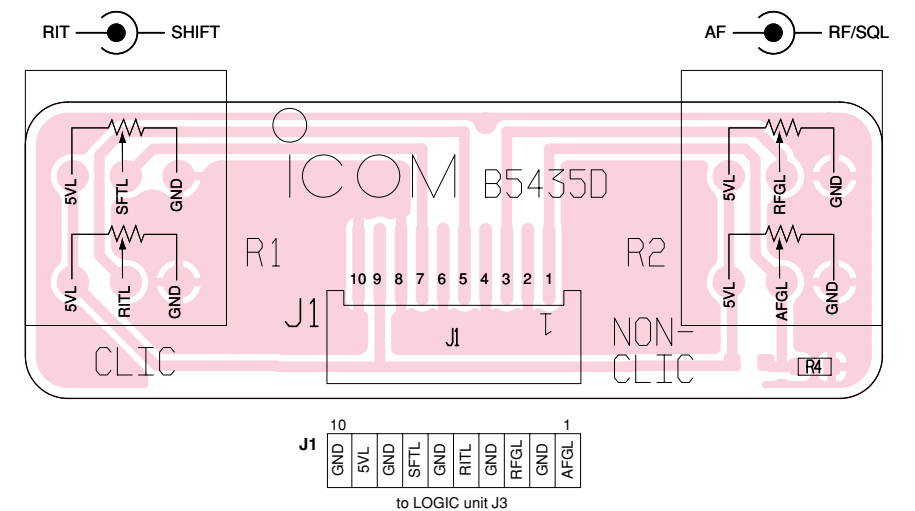 RIT SHIFT AF RF/SQL
5VL SFTL GND 5VL RFGL GND
ICOM B5435D
R1 R2
5VL RITL GND 5VL AFGL GND
10 9 8 7 6 5 4 3 2 1
J1 J1 1 NON-
CLIC CLIC R4
10 1
J1 GND 5VL GND SFTL GND RITL GND RFGL GND AFGL
to LOGIC unit J3